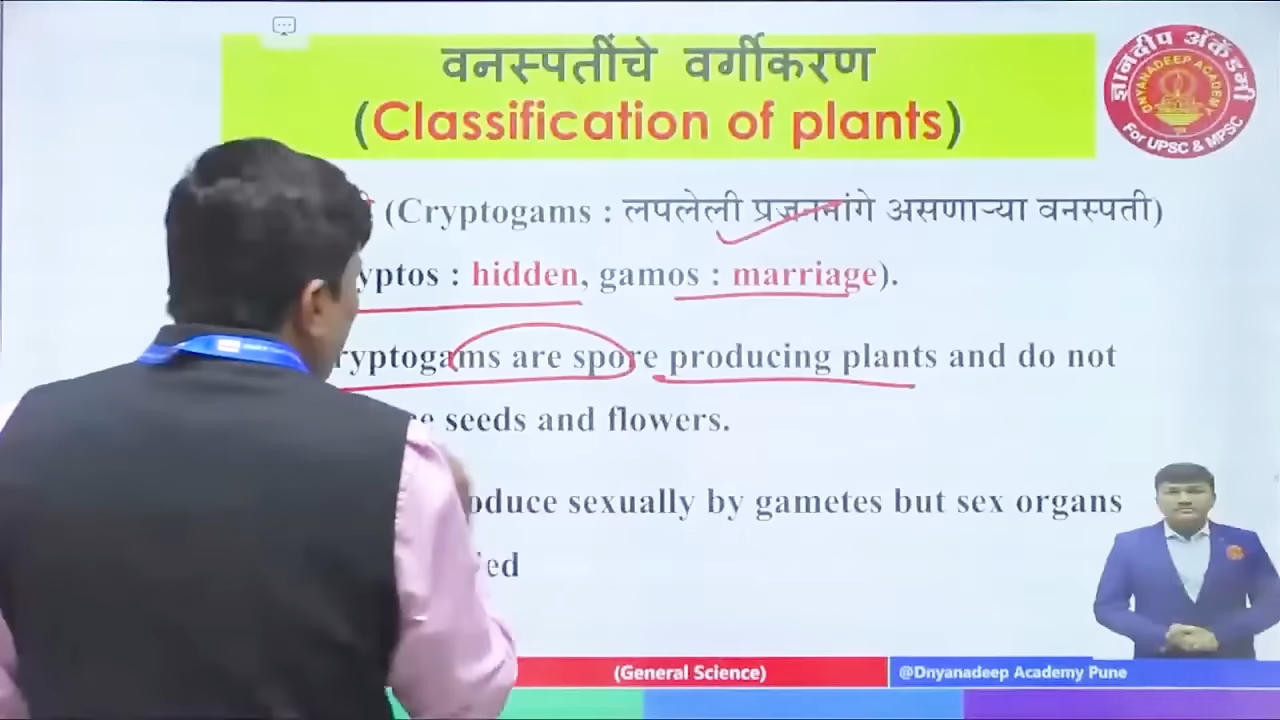 वनस्पतींचे वर्गीकरण
(Classification of plants)
ज्ञानदीप अ‍ॅकॅडमी
DNYANADEEP ACADEMY
For UPSC & MPSC
(Cryptogams : लपलेली प्रजननांगे असणाऱ्या वनस्पती)
yptos : hidden, gamos : marriage).
ryptogams are spore producing plants and do not
seeds and flowers.
oduce sexually by gametes but sex organs
ed
(General Science)
@Dnyanadeep Academy Pune